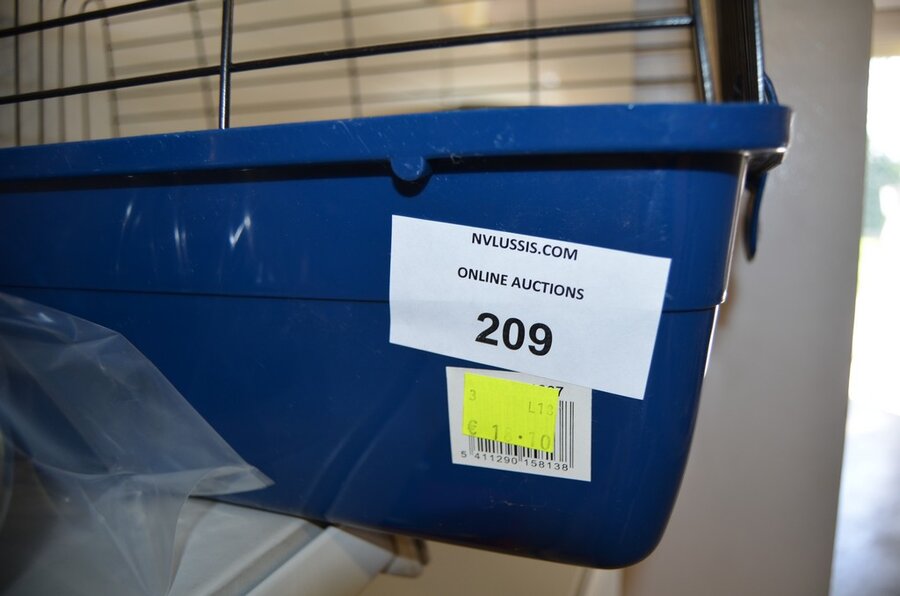 NVLUSSIS.COM
ONLINE AUCTIONS
209
3 L13
5 411290 158138